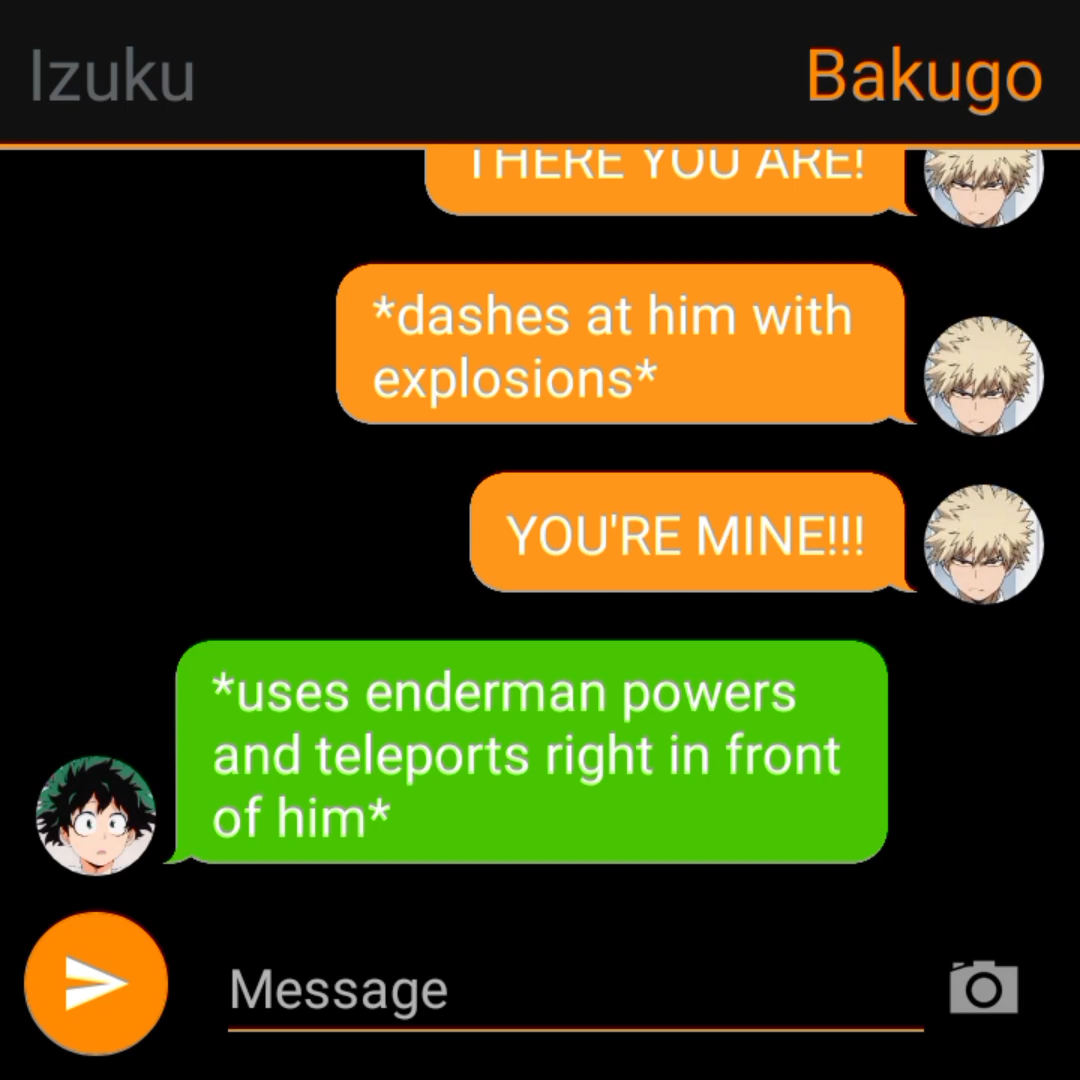 Izuku
Bakugo
THERE YOU ARE!
*dashes at him with
explosions*
YOU'RE MINE!!!
*uses enderman powers
and teleports right in front
of him*
Message